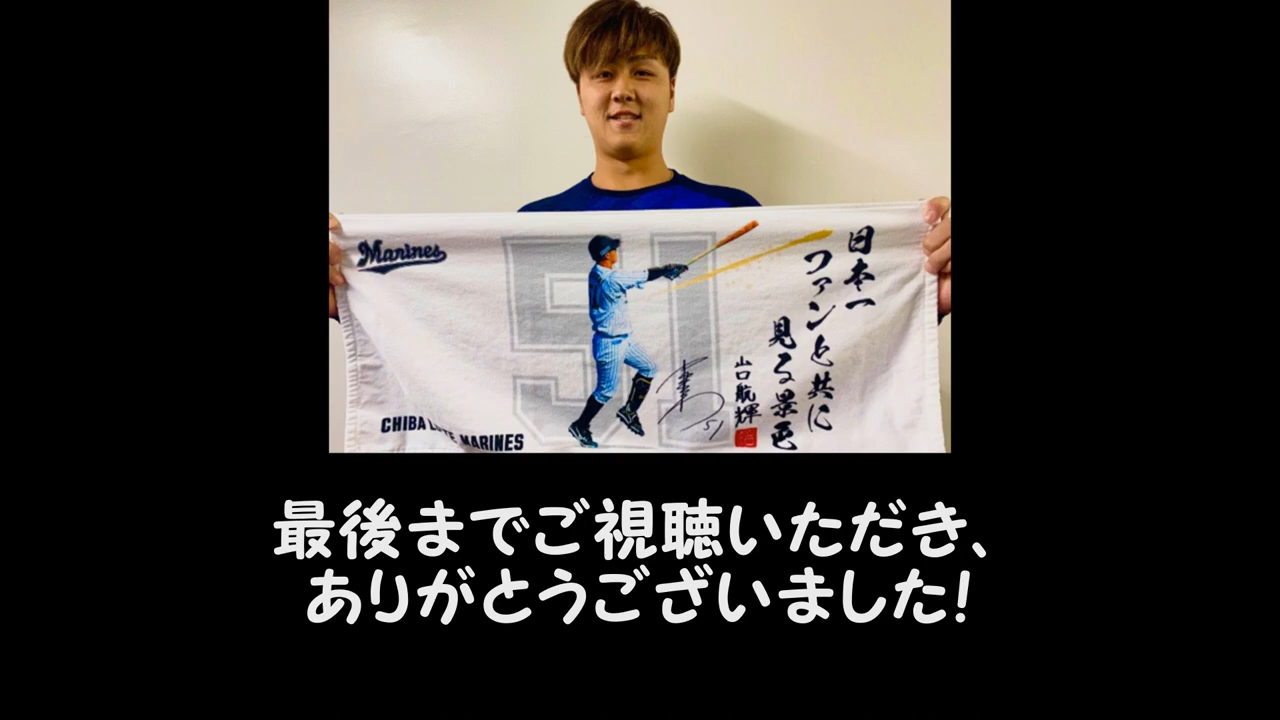 Marines
51
日本一
ファンと共に
見る景色
山口航輝
51
CHIBA LOTTE MARINES
最後までご視聴いただき、
ありがとうございました!